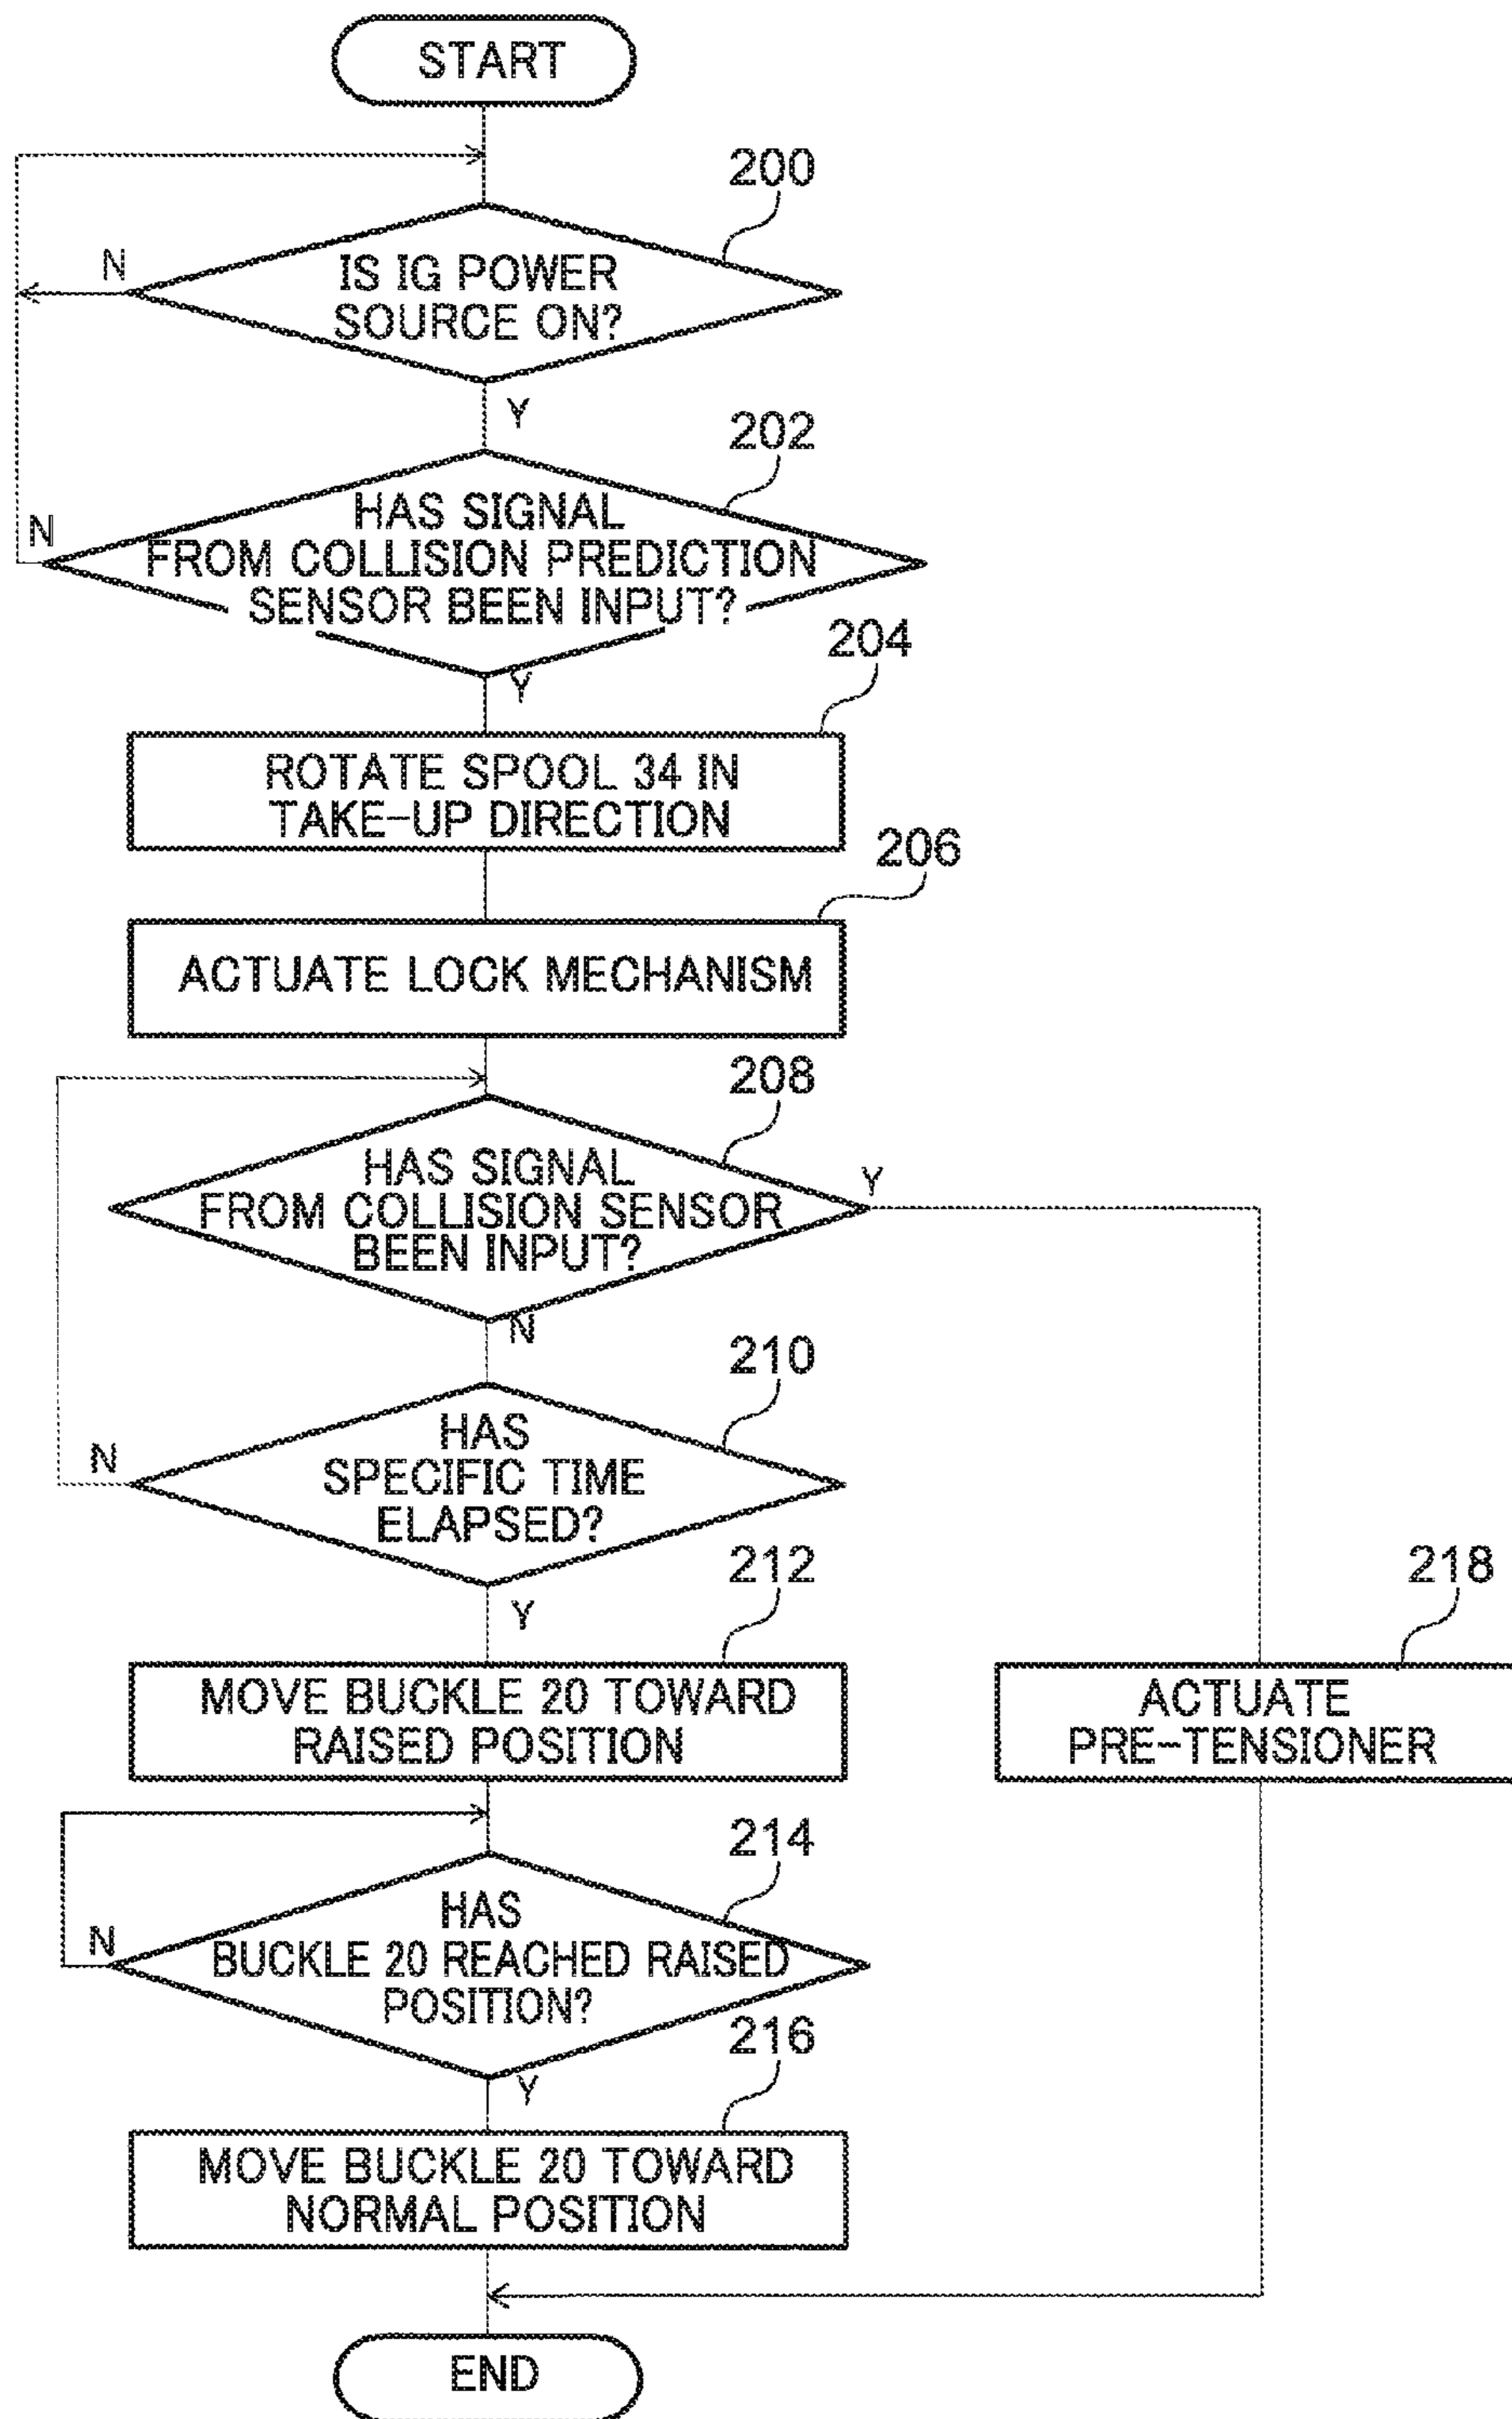 START
200
N
IS IG POWER
SOURCE ON?
Y
202
HAS SIGNAL
N
FROM COLLISION PREDICTION
SENSOR BEEN INPUT?
204
Y
ROTATE SPOOL 34 IN
TAKE-UP DIRECTION
206
ACTUATE LOCK MECHANISM
208
HAS SIGNAL
Y
FROM COLLISION SENSOR
BEEN INPUT?
N
210
HAS
N
SPECIFIC TIME
ELAPSED?
212
218
Y
MOVE BUCKLE 20 TOWARD
RAISED POSITION
ACTUATE
PRE-TENSIONER
214
HAS
N
BUCKLE 20 REACHED RAISED
POSITION?
216
Y
MOVE BUCKLE 20 TOWARD
NORMAL POSITION
END